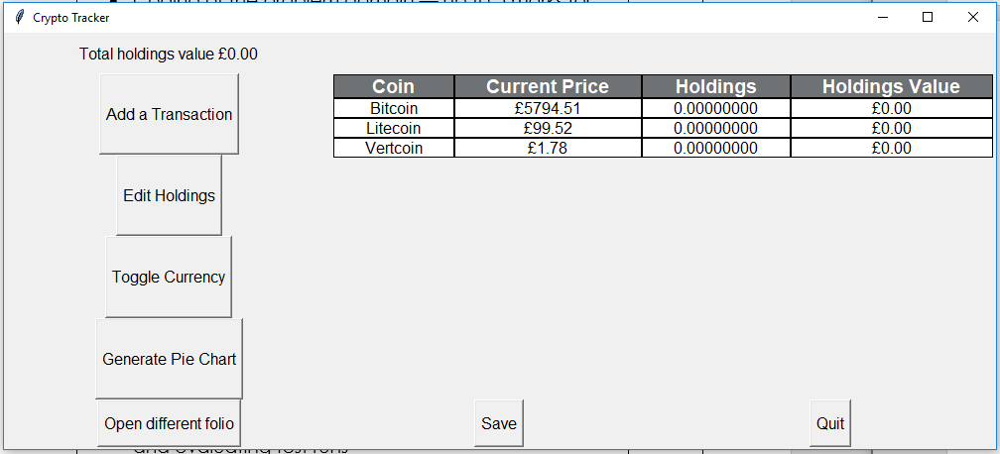 Crypto Tracker
Total holdings value £0.00
Add a Transaction
Edit Holdings
Toggle Currency
Generate Pie Chart
Open different folio
Coin Current Price Holdings Holdings Value
Bitcoin £5794.51 0.00000000 £0.00
Litecoin £99.52 0.00000000 £0.00
Vertcoin £1.78 0.00000000 £0.00
Save
Quit